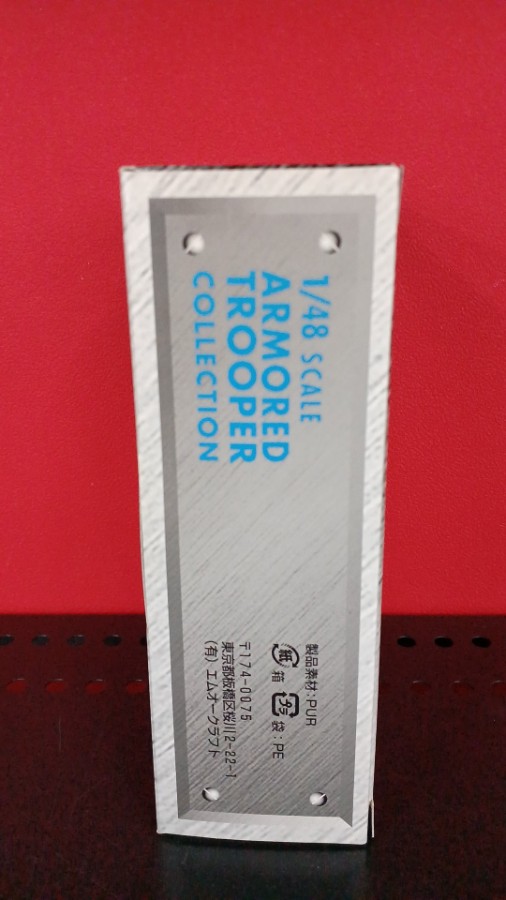 1/48 SCALE
ARMORED
TROOPER
COLLECTION
製品素材:PUR
紙 箱 プラ 袋:PE
〒174-0075
東京都板橋区桜川2-22-1
(有)エムオークラフト